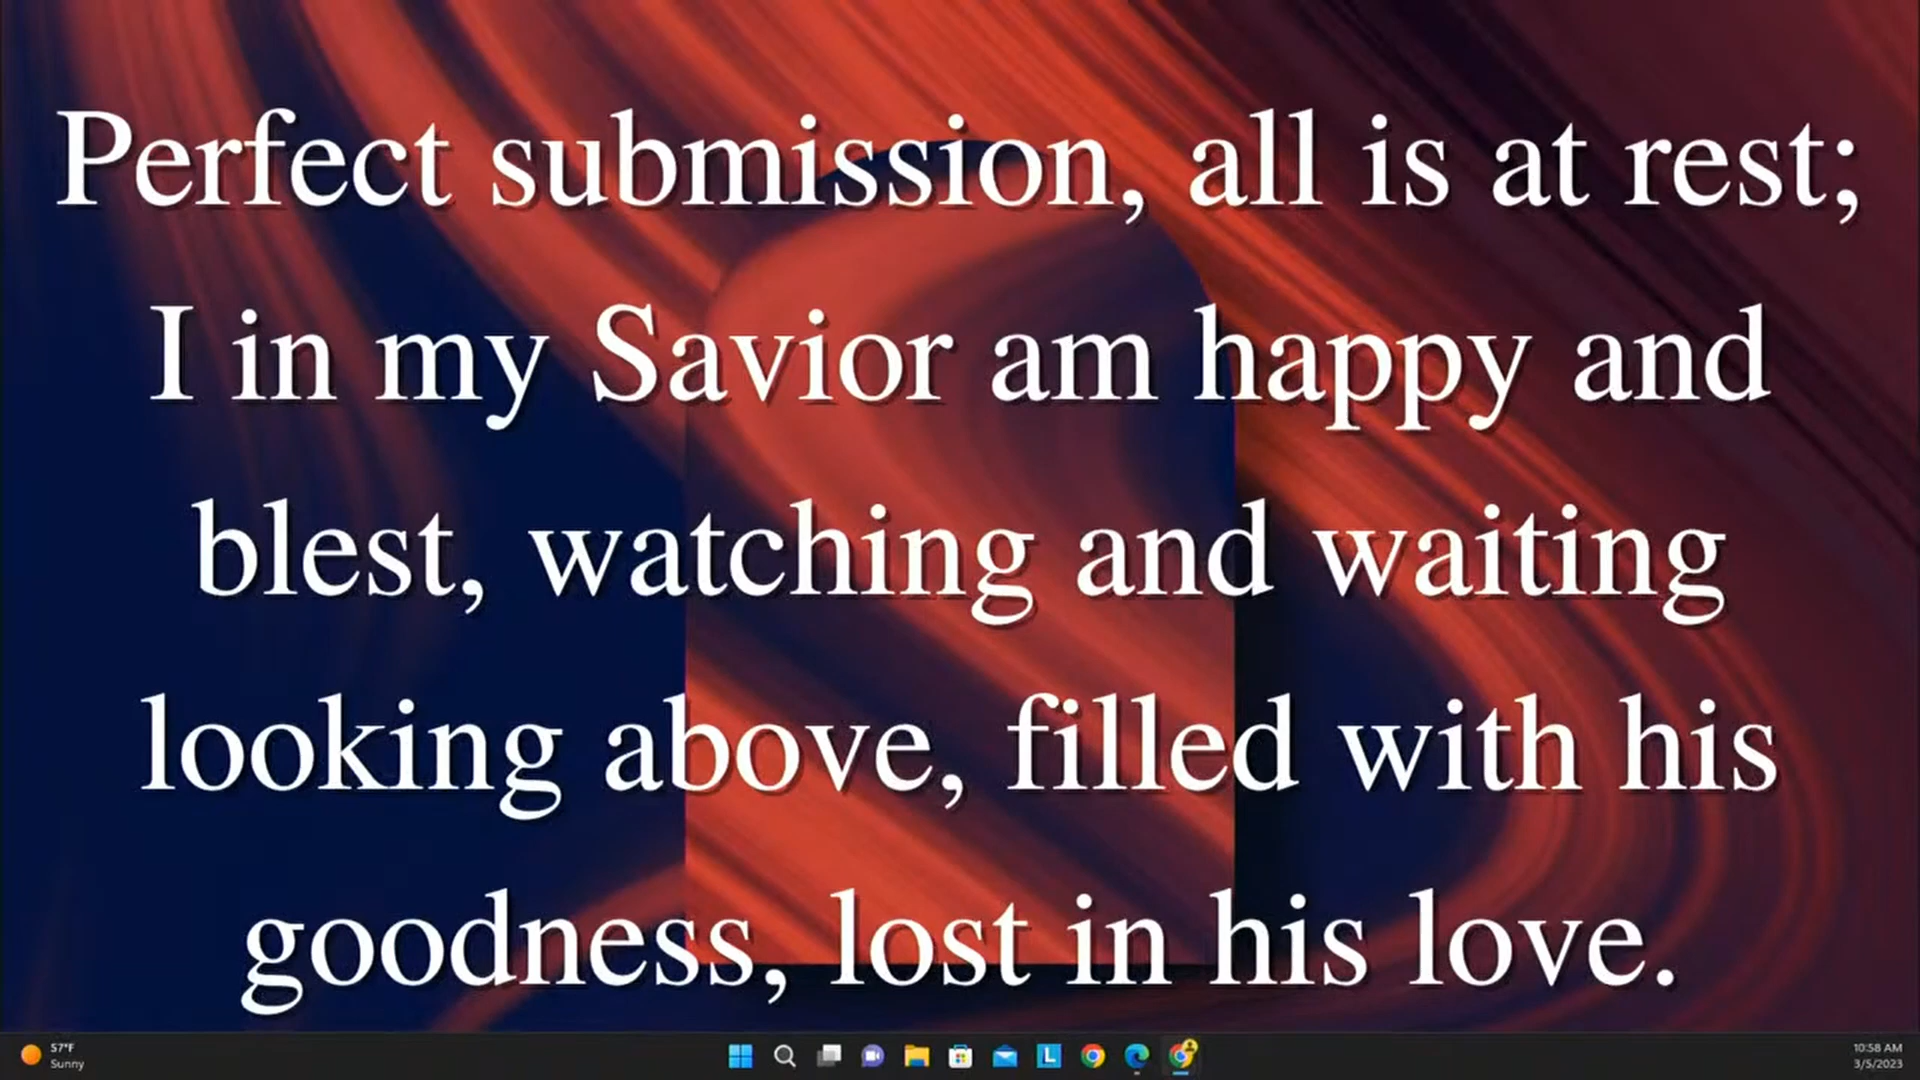 Perfect submission, all is at rest;
I in my Savior am happy and
blest, watching and waiting
looking above, filled with his
goodness, lost in his love.
57°F
Sunny
L
10:58 AM
3/5/2023